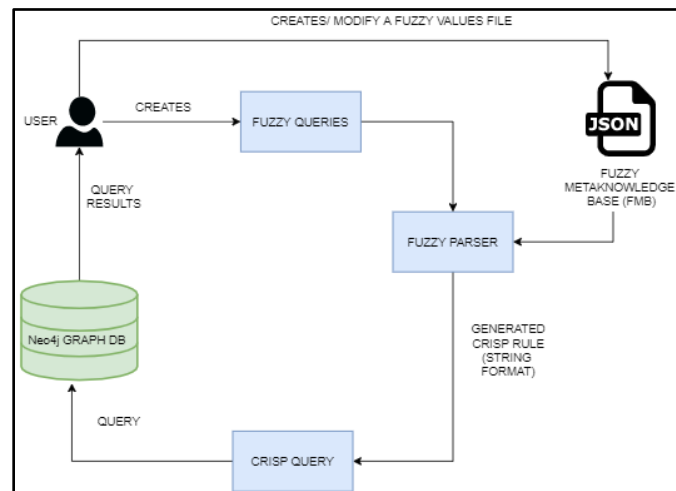 CREATES/ MODIFY A FUZZY VALUES FILE
USER
CREATES
FUZZY QUERIES
JSON
FUZZY
METAKNOWLEDGE
BASE (FMB)
QUERY
RESULTS
FUZZY PARSER
Neo4j GRAPH DB
GENERATED
CRISP RULE
(STRING
FORMAT)
QUERY
CRISP QUERY